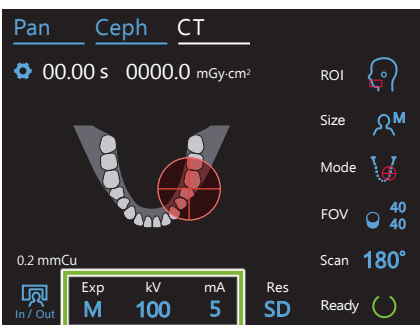 Pan Ceph CT
00.00 s 0000.0 mGy·cm²
ROI
Size M
Mode
FOV 40 40
0.2 mmCu
Scan 180°
In / Out
Exp kV mA Res
M 100 5 SD
Ready